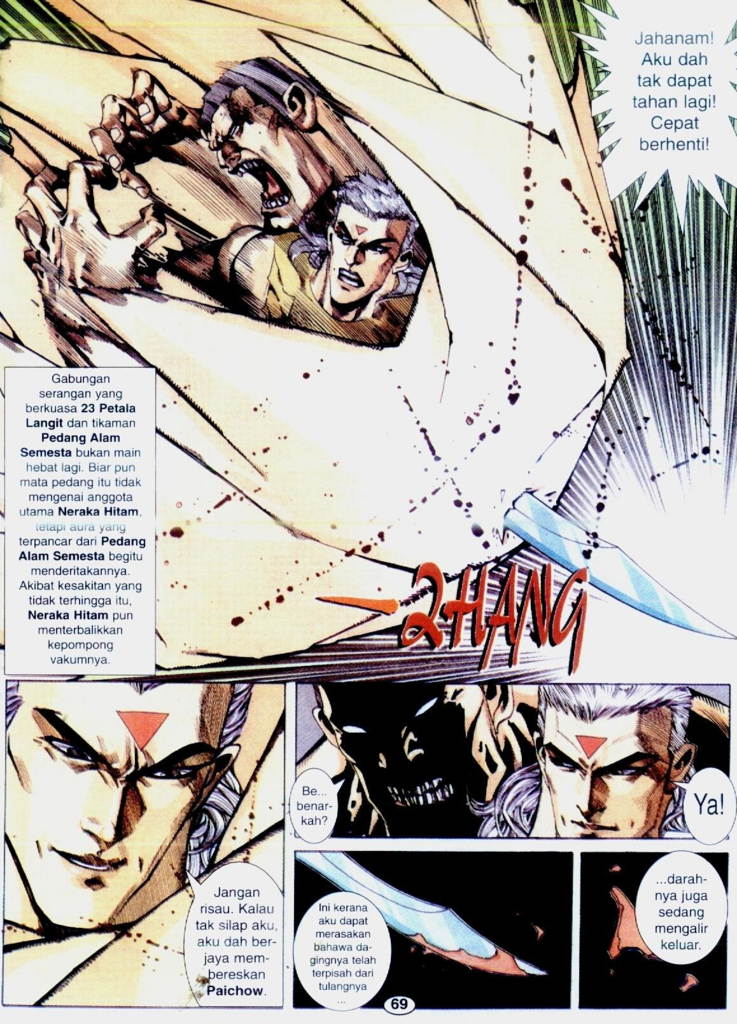 Jahanam!
Aku dah
tak dapat
tahan lagi!
Cepat
berhenti!
Gabungan
serangan yang
berkuasa 23 Petala
Langit dan tikaman
Pedang Alam
Semesta bukan main
hebat lagi. Biar pun
mata pedang itu tidak
mengenai anggota
utama Neraka Hitam,
tetapi aura yang
terpancar dari Pedang
Alam Semesta begitu
menderitakannya.
Akibat kesakitan yang
tidak terhingga itu,
Neraka Hitam pun
menterbalikkan
kepompong
vakumnya.
ZHANG
Jangan
risau. Kalau
tak silap aku,
aku dah ber-
jaya mem-
bereskan
Paichow.
Be...
benar-
kah?
Ya!
Ini kerana
aku dapat
merasakan
bahawa da-
gingnya telah
terpisah dari
tulangnya
...
...darah-
nya juga
sedang
mengalir
keluar.
69